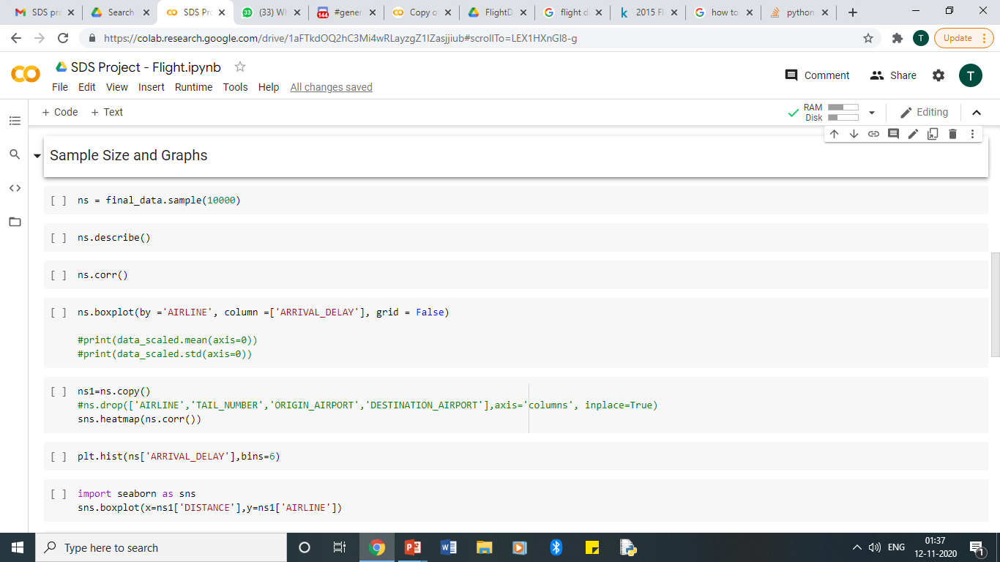 SDS pro
Search
SDS Pro
(33) Wh
#gener
Copy o
FlightD
flight d
2015 Fl
how to
python
https://colab.research.google.com/drive/1aFTkdOQ2hC3Mi4wRLayzgZ1IZasjjiub#scrollTo=LEX1HXnGI8-g
T
Update
SDS Project - Flight.ipynb
File Edit View Insert Runtime Tools Help All changes saved
Comment Share T
+ Code + Text
RAM
Disk
Editing
Sample Size and Graphs
[ ] ns = final_data.sample(10000)
[ ] ns.describe()
[ ] ns.corr()
[ ] ns.boxplot(by ='AIRLINE', column =['ARRIVAL_DELAY'], grid = False)
#print(data_scaled.mean(axis=0))
#print(data_scaled.std(axis=0))
[ ] ns1=ns.copy()
#ns.drop(['AIRLINE','TAIL_NUMBER','ORIGIN_AIRPORT','DESTINATION_AIRPORT'],axis='columns', inplace=True)
sns.heatmap(ns.corr())
[ ] plt.hist(ns['ARRIVAL_DELAY'],bins=6)
[ ] import seaborn as sns
sns.boxplot(x=ns1['DISTANCE'],y=ns1['AIRLINE'])
Type here to search
ENG
01:37
12-11-2020
1